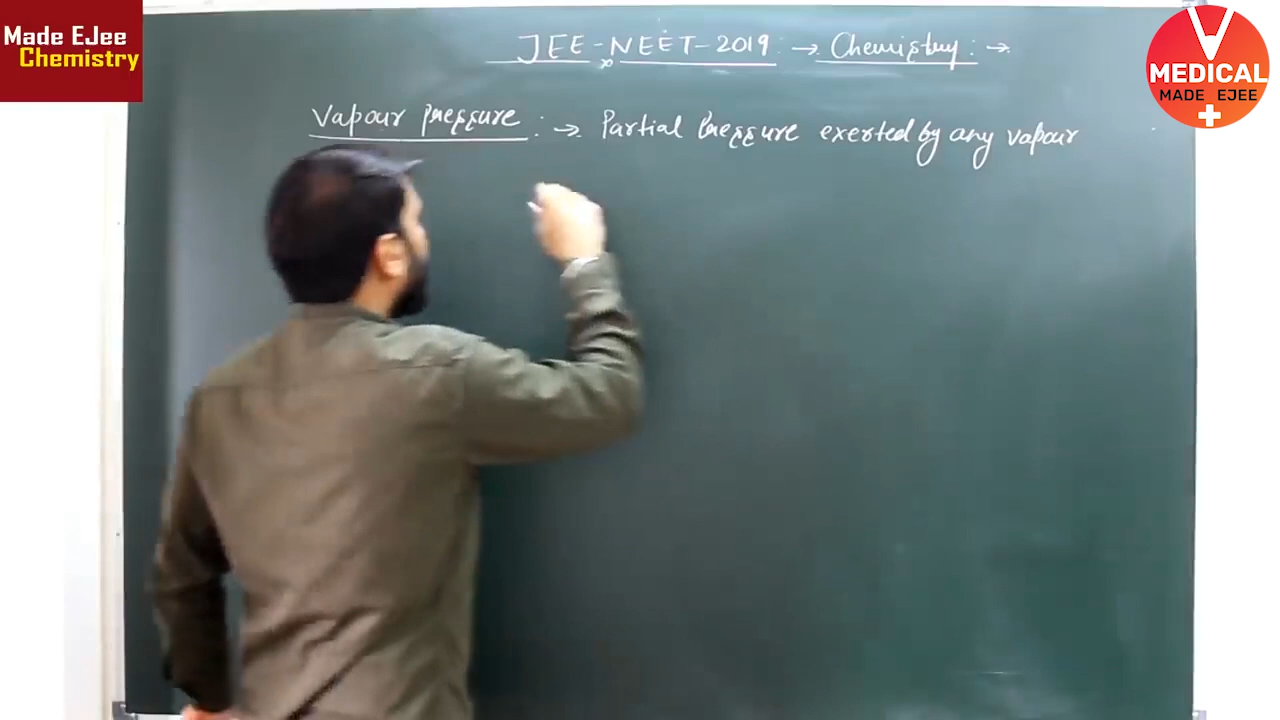 Made EJee
Chemistry
JEE-NEET-2019 → Chemistry : →
V
MEDICAL
MADE EJEE
Vapour pressure : → Partial Pressure exerted by any vapour